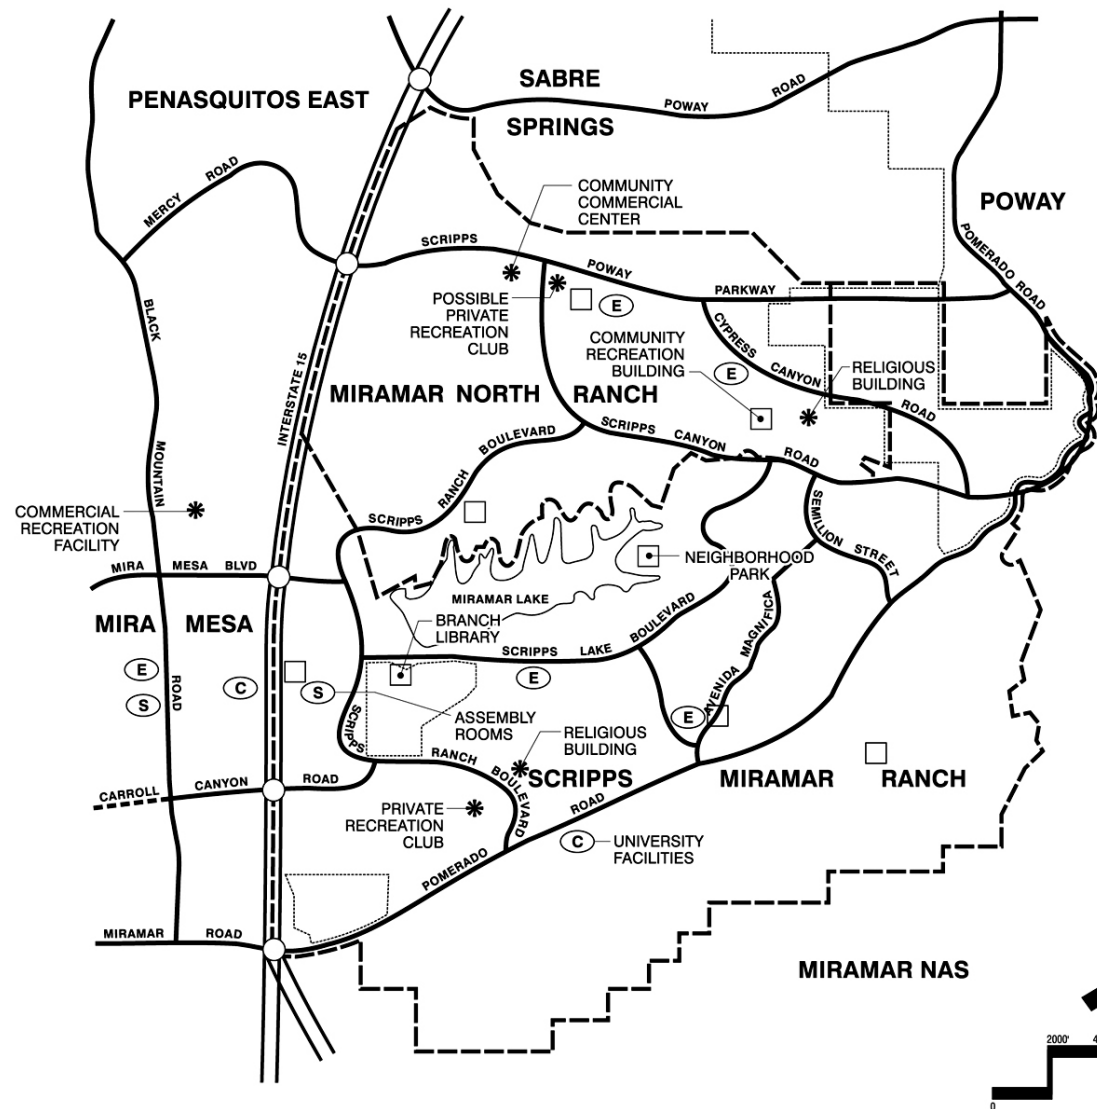 SABRE
SPRINGS
PENASQUITOS EAST
POWAY ROAD
MERCY ROAD
COMMUNITY
COMMERCIAL
CENTER
POWAY
POMERADO ROAD
SCRIPPS POWAY PARKWAY
POSSIBLE
PRIVATE
RECREATION
CLUB
E
COMMUNITY
RECREATION
BUILDING
CYPRESS CANYON ROAD
E
RELIGIOUS
BUILDING
BLACK MOUNTAIN ROAD
INTERSTATE 15
MIRAMAR NORTH RANCH
SCRIPPS RANCH BOULEVARD
SCRIPPS CANYON ROAD
COMMERCIAL
RECREATION
FACILITY
SEMILLION STREET
NEIGHBORHOOD
PARK
MIRA MESA BLVD
MIRAMAR LAKE
BRANCH
LIBRARY
MIRA MESA
SCRIPPS LAKE BOULEVARD
AVENIDA MAGNIFICA
E
S
C
S
E
E
ASSEMBLY
ROOMS
RELIGIOUS
BUILDING
SCRIPPS RANCH BOULEVARD
SCRIPPS MIRAMAR RANCH
CARROLL CANYON ROAD
PRIVATE
RECREATION
CLUB
C
UNIVERSITY
FACILITIES
POMERADO ROAD
MIRAMAR ROAD
MIRAMAR NAS
2000'
4
0